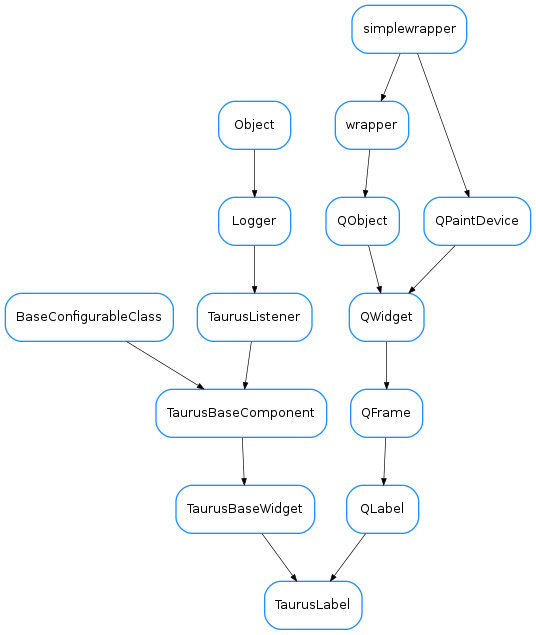 simplewrapper
Object
wrapper
Logger
QObject
QPaintDevice
BaseConfigurableClass
TaurusListener
QWidget
TaurusBaseComponent
QFrame
TaurusBaseWidget
QLabel
TaurusLabel